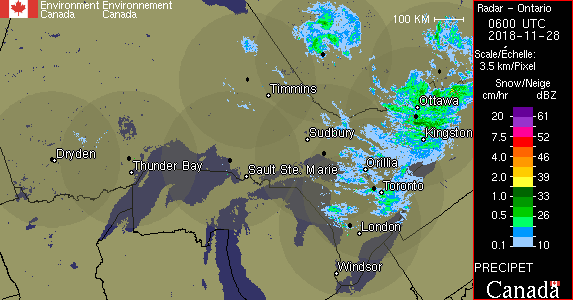 Environment Environnement
Canada Canada
100 KM
Timmins
Ottawa
Sudbury
Kingston
Dryden
Thunder Bay
Sault Ste. Marie
Orillia
Toronto
London
Windsor
Radar - Ontario
0600 UTC
2018-11-28
Scale/Échelle:
3.5 km/Pixel
Snow/Neige
cm/hr dBZ
20 61
7.5 52
4.0 46
2.0 39
1.0 33
0.5 26
0.1 10
PRECIPET
Canada